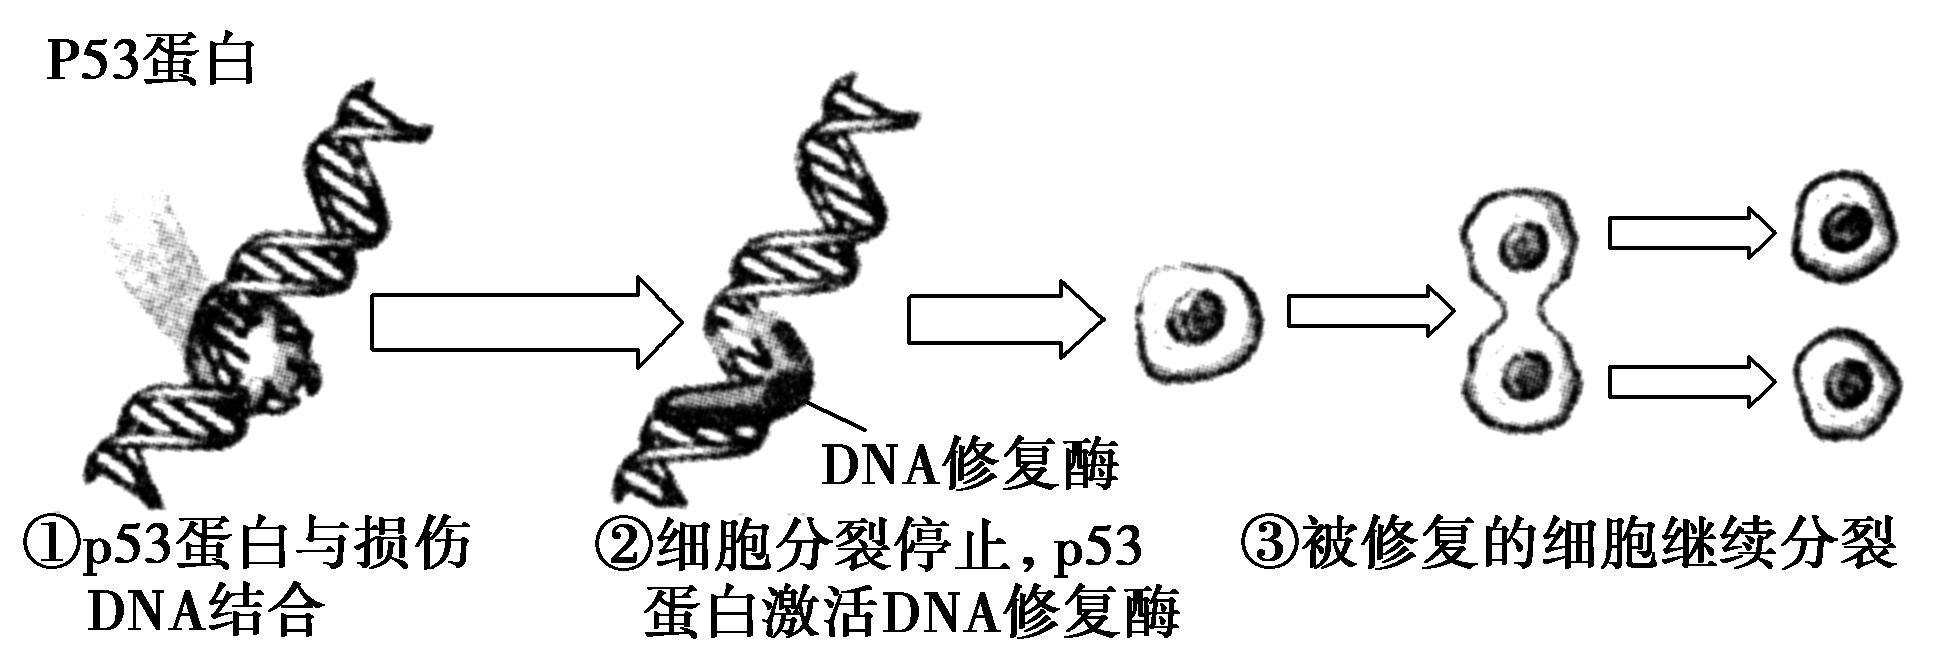 P53蛋白
DNA修复酶
①p53蛋白与损伤
DNA结合
②细胞分裂停止,p53
蛋白激活DNA修复酶
③被修复的细胞继续分裂